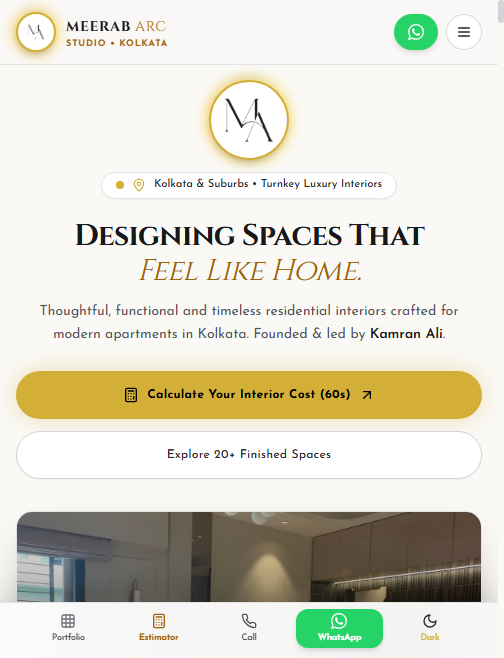 MEERAB ARC
STUDIO • KOLKATA
MA
Kolkata & Suburbs • Turnkey Luxury Interiors
Designing Spaces That
Feel Like Home.
Thoughtful, functional and timeless residential interiors crafted for
modern apartments in Kolkata. Founded & led by Kamran Ali.
Calculate Your Interior Cost (60s)
Explore 20+ Finished Spaces
Portfolio
Estimator
Call
WhatsApp
Dark